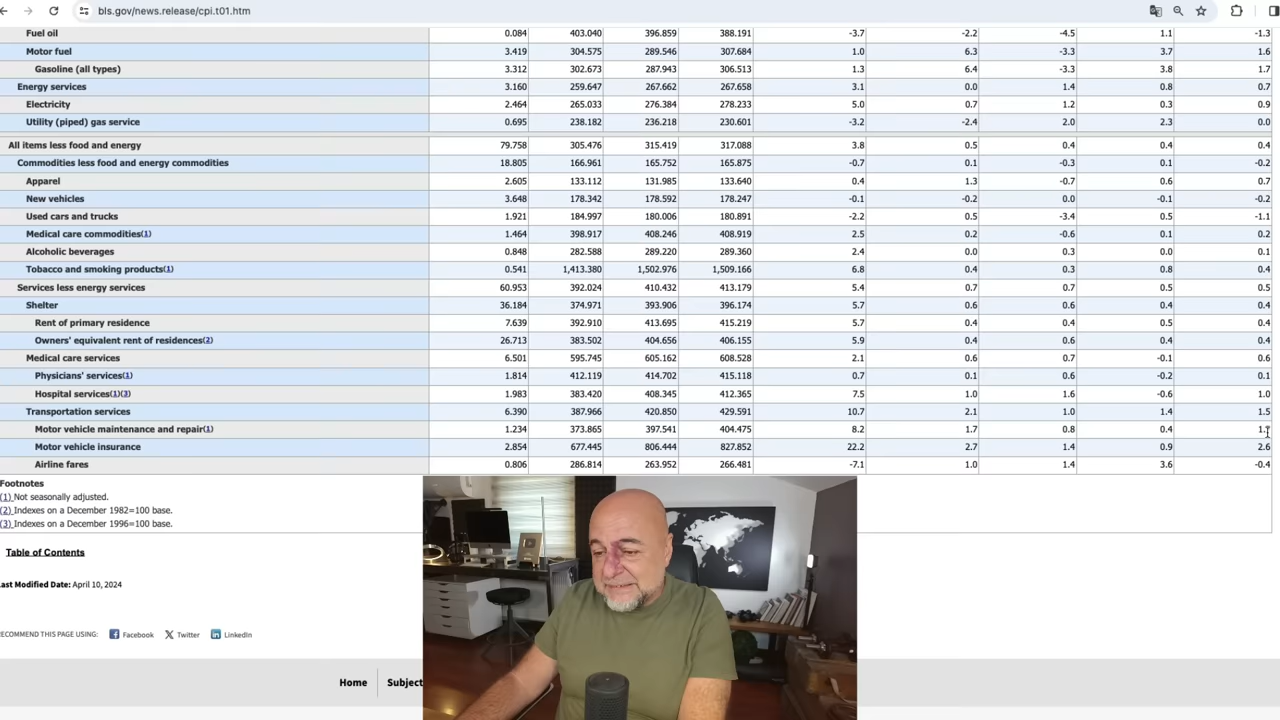 bls.gov/news.release/cpi.t01.htm
Fuel oil 0.084 403.040 396.859 388.191 -3.7 -2.2 -4.5 1.1 -1.3
Motor fuel 3.419 304.575 289.546 307.684 1.0 6.3 -3.3 3.7 1.6
Gasoline (all types) 3.312 302.673 287.943 306.513 1.3 6.4 -3.3 3.8 1.7
Energy services 3.160 259.647 267.662 267.658 3.1 0.0 1.4 0.8 0.7
Electricity 2.464 265.033 276.384 278.233 5.0 0.7 1.2 0.3 0.9
Utility (piped) gas service 0.695 238.182 236.218 230.601 -3.2 -2.4 2.0 2.3 0.0
All items less food and energy 79.758 305.476 315.419 317.088 3.8 0.5 0.4 0.4 0.4
Commodities less food and energy commodities 18.805 166.961 165.752 165.875 -0.7 0.1 -0.3 0.1 -0.2
Apparel 2.605 133.112 131.985 133.640 0.4 1.3 -0.7 0.6 0.7
New vehicles 3.648 178.342 178.592 178.247 -0.1 -0.2 0.0 -0.1 -0.2
Used cars and trucks 1.921 184.997 180.006 180.891 -2.2 0.5 -3.4 0.5 -1.1
Medical care commodities(1) 1.464 398.917 408.246 408.919 2.5 0.2 -0.6 0.1 0.2
Alcoholic beverages 0.848 282.588 289.220 289.360 2.4 0.0 0.3 0.0 0.1
Tobacco and smoking products(1) 0.541 1,413.380 1,502.976 1,509.166 6.8 0.4 0.3 0.8 0.4
Services less energy services 60.953 392.024 410.432 413.179 5.4 0.7 0.7 0.5 0.5
Shelter 36.184 374.971 393.906 396.174 5.7 0.6 0.6 0.4 0.4
Rent of primary residence 7.639 392.910 413.695 415.219 5.7 0.4 0.4 0.5 0.4
Owners' equivalent rent of residences(2) 26.713 383.502 404.656 406.155 5.9 0.4 0.6 0.4 0.4
Medical care services 6.501 595.745 605.162 608.528 2.1 0.6 0.7 -0.1 0.6
Physicians' services(1) 1.814 412.119 414.702 415.118 0.7 0.1 0.6 -0.2 0.1
Hospital services(1)(3) 1.983 383.420 408.345 412.365 7.5 1.0 1.6 -0.6 1.0
Transportation services 6.390 387.966 420.850 429.591 10.7 2.1 1.0 1.4 1.5
Motor vehicle maintenance and repair(1) 1.234 373.865 397.541 404.475 8.2 1.7 0.8 0.4
Motor vehicle insurance 2.854 677.445 806.444 827.852 22.2 2.7 1.4 0.9 2.6
Airline fares 0.806 286.814 263.952 266.481 -7.1 1.0 1.4 3.6 -0.4
Footnotes
(1) Not seasonally adjusted.
(2) Indexes on a December 1982=100 base.
(3) Indexes on a December 1996=100 base.
Table of Contents
Last Modified Date: April 10, 2024
RECOMMEND THIS PAGE USING: Facebook Twitter LinkedIn
Home Subject